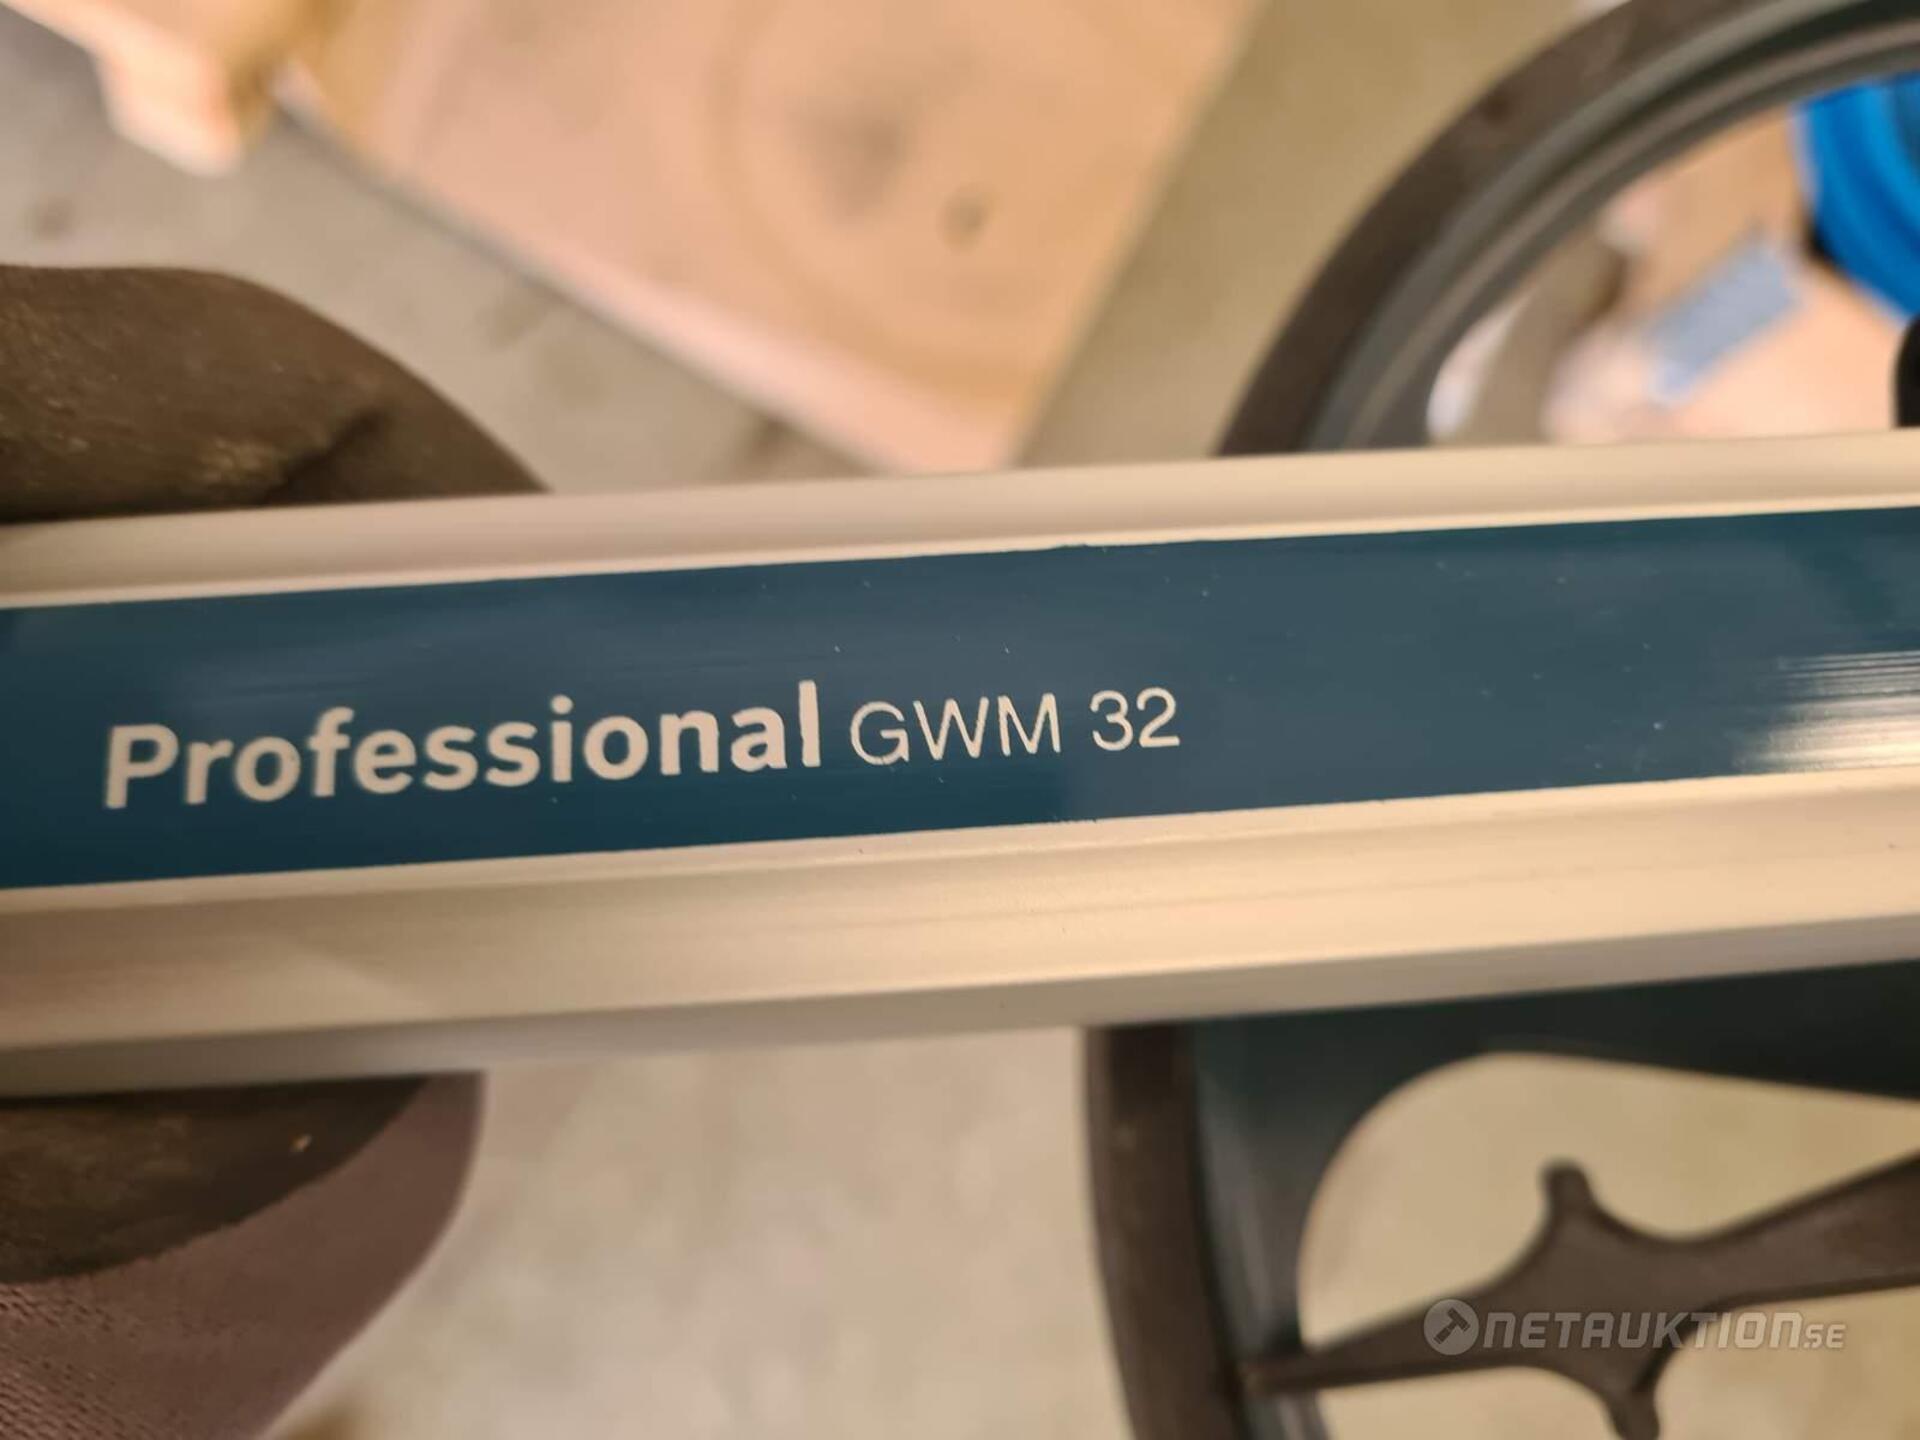 Professional GWM 32
NETAUKTION.SE